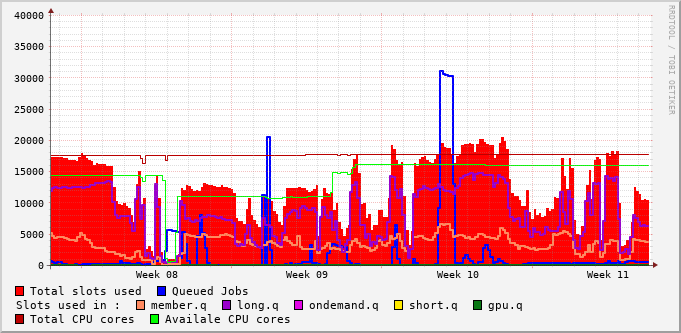 40000
35000
30000
25000
20000
15000
10000
5000
0
Week 08 Week 09 Week 10 Week 11
RRDTOOL / TOBI OETIKER
Total slots used Queued Jobs
Slots used in : member.q long.q ondemand.q short.q gpu.q
Total CPU cores Availale CPU cores